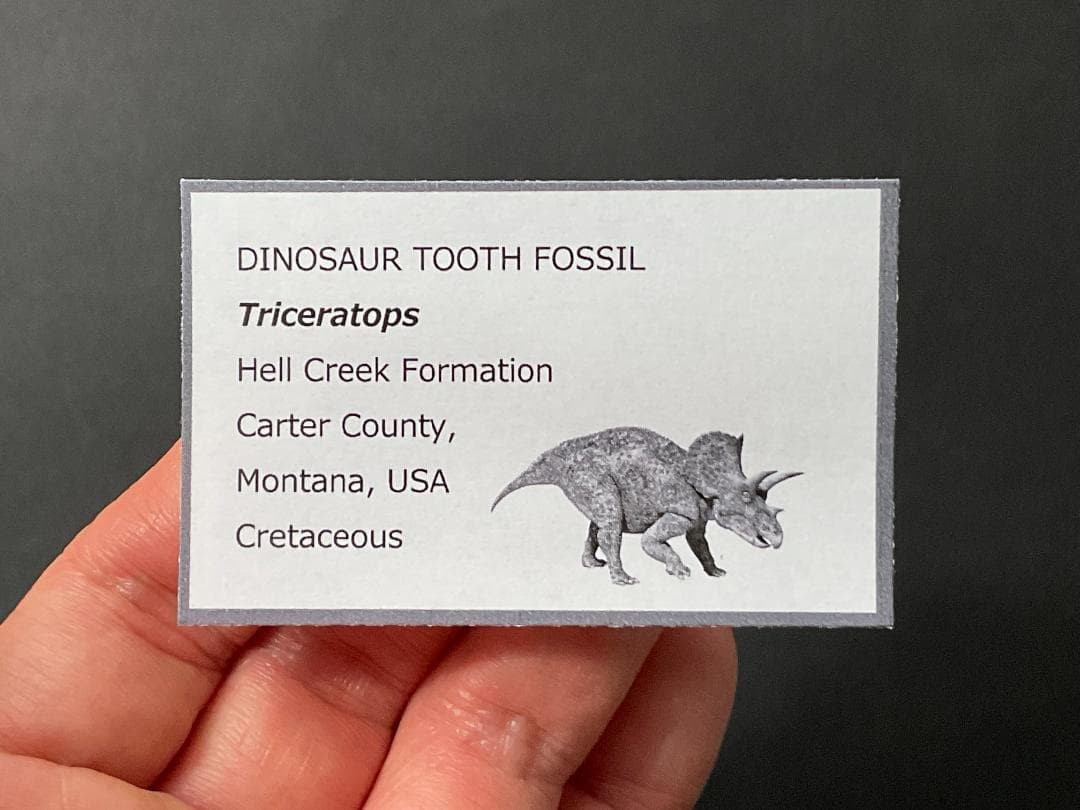 DINOSAUR TOOTH FOSSIL
Triceratops
Hell Creek Formation
Carter County,
Montana, USA
Cretaceous